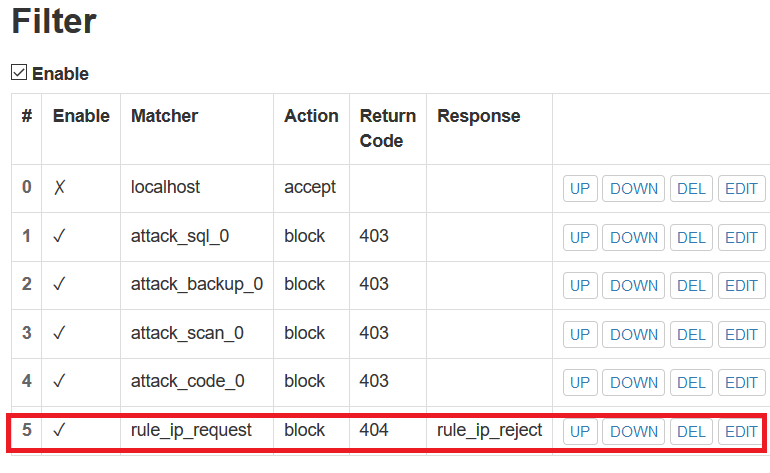 Filter
Enable
# Enable Matcher Action Return Code Response
0 ✗ localhost accept UP DOWN DEL EDIT
1 ✓ attack_sql_0 block 403 UP DOWN DEL EDIT
2 ✓ attack_backup_0 block 403 UP DOWN DEL EDIT
3 ✓ attack_scan_0 block 403 UP DOWN DEL EDIT
4 ✓ attack_code_0 block 403 UP DOWN DEL EDIT
5 ✓ rule_ip_request block 404 rule_ip_reject UP DOWN DEL EDIT